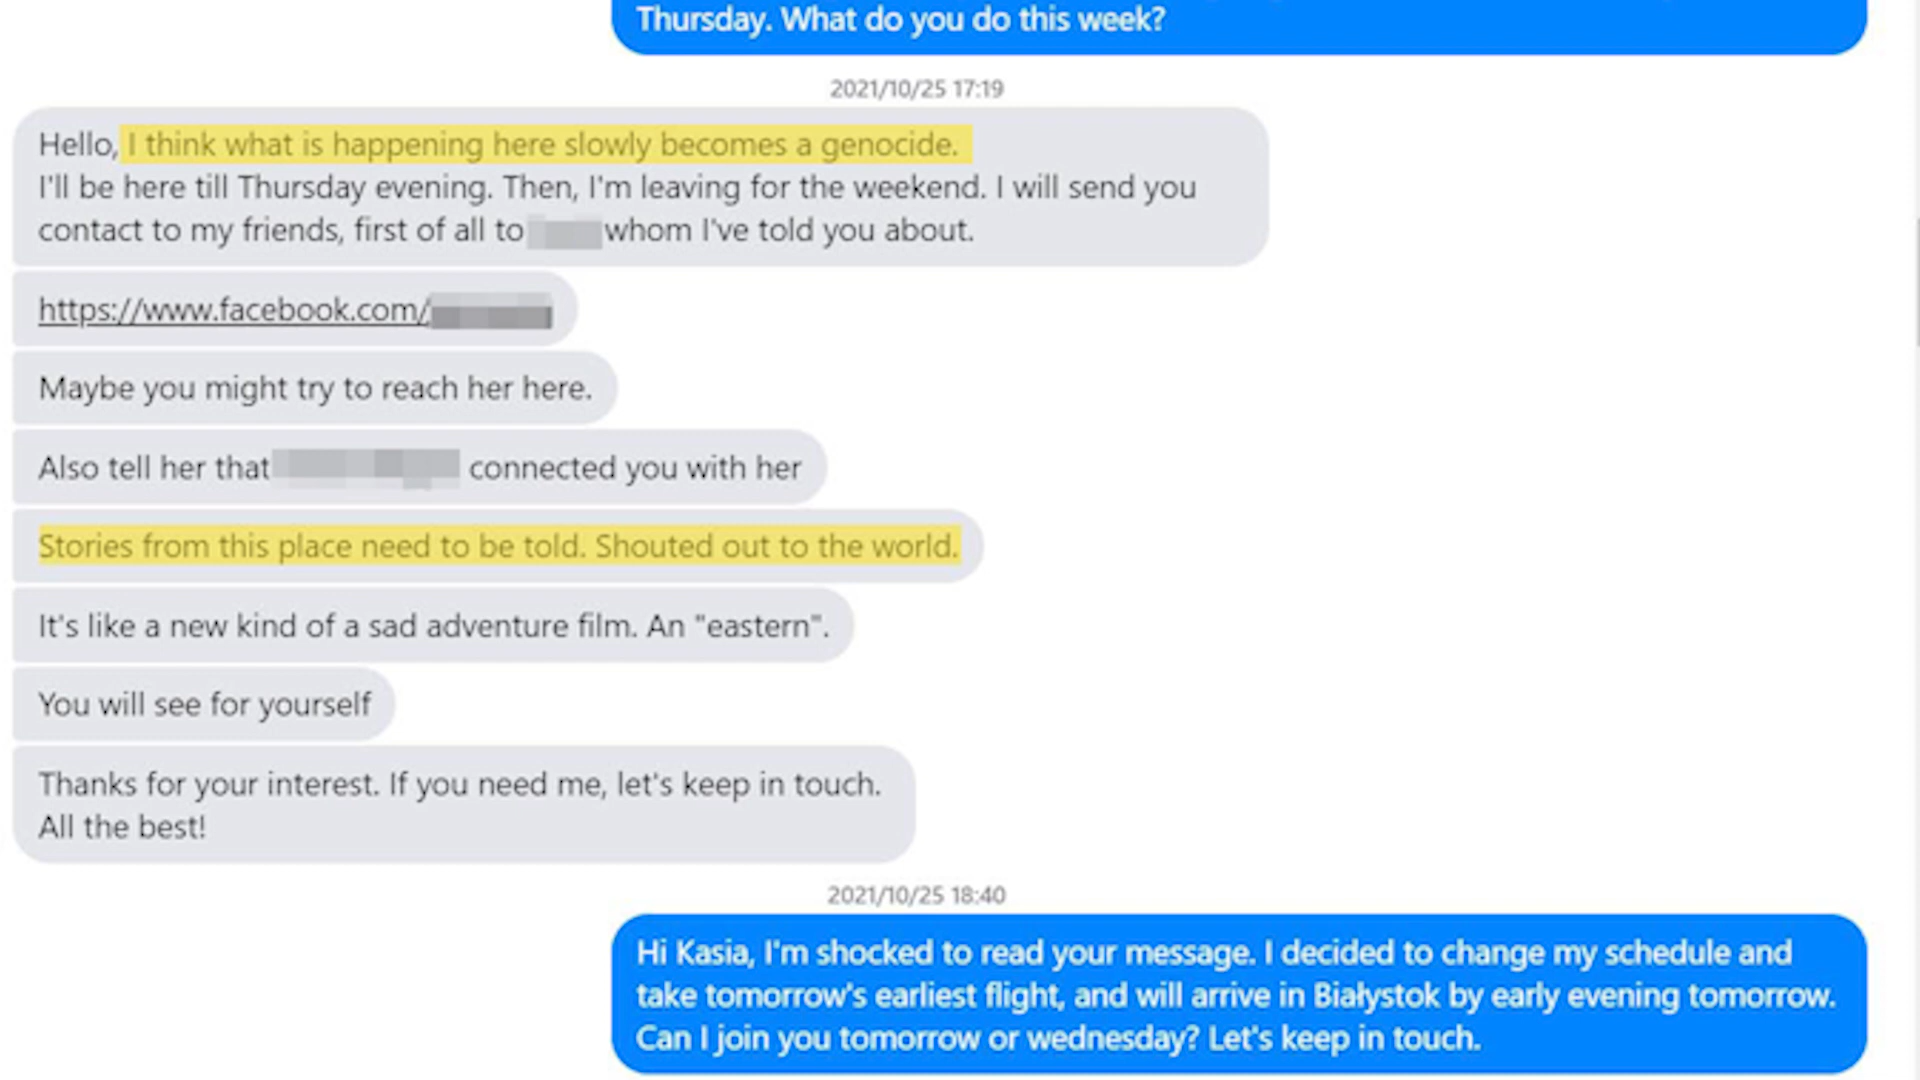 Thursday. What do you do this week?
2021/10/25 17:19
Hello, I think what is happening here slowly becomes a genocide.
I'll be here till Thursday evening. Then, I'm leaving for the weekend. I will send you
contact to my friends, first of all to whom I've told you about.
https://www.facebook.com/
Maybe you might try to reach her here.
Also tell her that connected you with her
Stories from this place need to be told. Shouted out to the world.
It's like a new kind of a sad adventure film. An "eastern".
You will see for yourself
Thanks for your interest. If you need me, let's keep in touch.
All the best!
2021/10/25 18:40
Hi Kasia, I'm shocked to read your message. I decided to change my schedule and
take tomorrow's earliest flight, and will arrive in Białystok by early evening tomorrow.
Can I join you tomorrow or wednesday? Let's keep in touch.